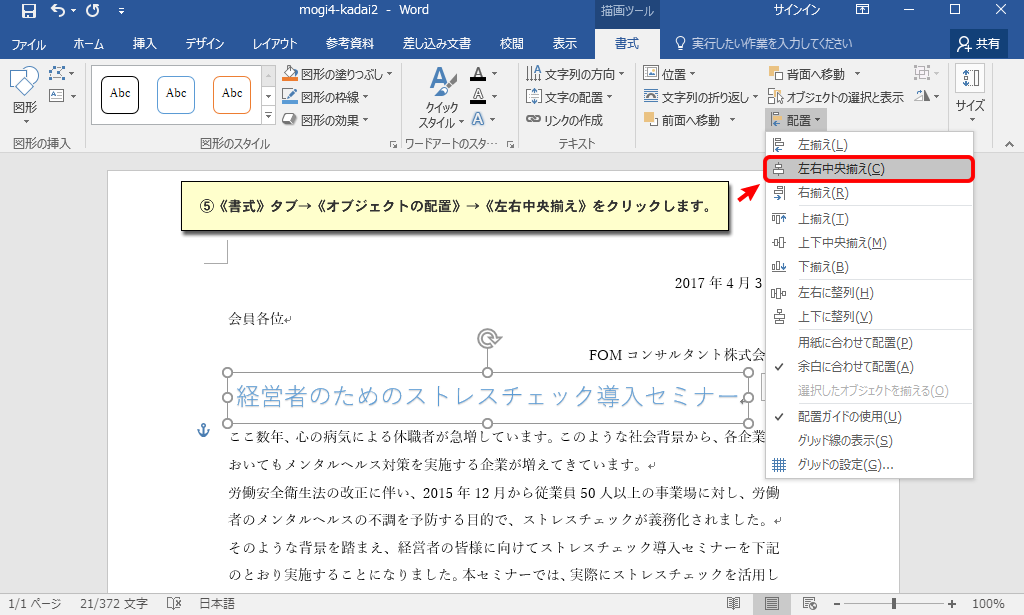 mogi4-kadai2 - Word
描画ツール
サインイン
ファイル ホーム 挿入 デザイン レイアウト 参考資料 差し込み文書 校閲 表示 書式 実行したい作業を入力してください 共有
図形
Abc Abc Abc
図形の塗りつぶし
図形の枠線
図形の効果
クイック
スタイル
文字列の方向
文字の配置
リンクの作成
位置
文字列の折り返し
前面へ移動
背面へ移動
オブジェクトの選択と表示
配置
サイズ
図形の挿入 図形のスタイル ワードアートのスタ… テキスト
左揃え(L)
左右中央揃え(C)
右揃え(R)
上揃え(T)
上下中央揃え(M)
下揃え(B)
左右に整列(H)
上下に整列(V)
用紙に合わせて配置(P)
余白に合わせて配置(A)
選択したオブジェクトを揃える(O)
配置ガイドの使用(U)
グリッド線の表示(S)
グリッドの設定(G)...
⑤《書式》タブ→《オブジェクトの配置》→《左右中央揃え》をクリックします。
2017 年 4 月 3
会員各位
FOM コンサルタント株式会
経営者のためのストレスチェック導入セミナー
ここ数年、心の病気による休職者が急増しています。このような社会背景から、各企業
おいてもメンタルヘルス対策を実施する企業が増えてきています。
労働安全衛生法の改正に伴い、2015 年 12 月から従業員 50 人以上の事業場に対し、労働
者のメンタルヘルスの不調を予防する目的で、ストレスチェックが義務化されました。
そのような背景を踏まえ、経営者の皆様に向けてストレスチェック導入セミナーを下記
のとおり実施することになりました。本セミナーでは、実際にストレスチェックを活用し
1/1 ページ 21/372 文字 日本語 100%